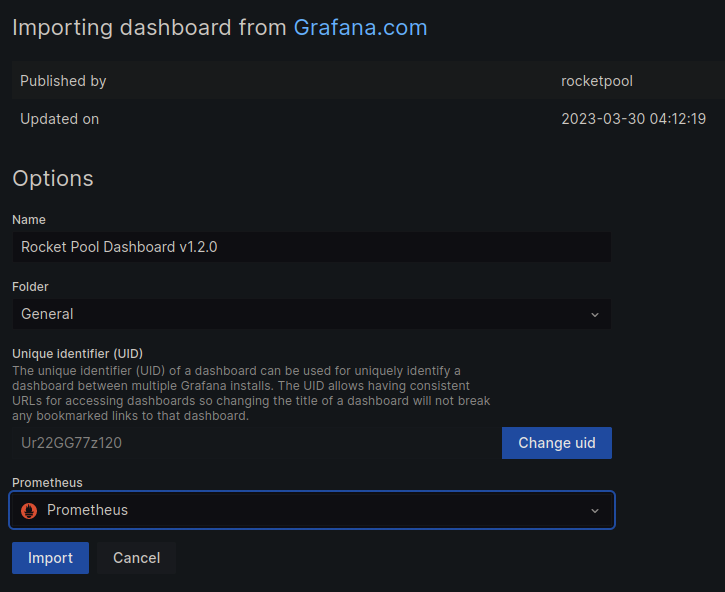 Importing dashboard from Grafana.com
Published by rocketpool
Updated on 2023-03-30 04:12:19
Options
Name
Rocket Pool Dashboard v1.2.0
Folder
General
Unique identifier (UID)
The unique identifier (UID) of a dashboard can be used for uniquely identify a
dashboard between multiple Grafana installs. The UID allows having consistent
URLs for accessing dashboards so changing the title of a dashboard will not break
any bookmarked links to that dashboard.
Ur22GG77z120 Change uid
Prometheus
Prometheus
Import Cancel